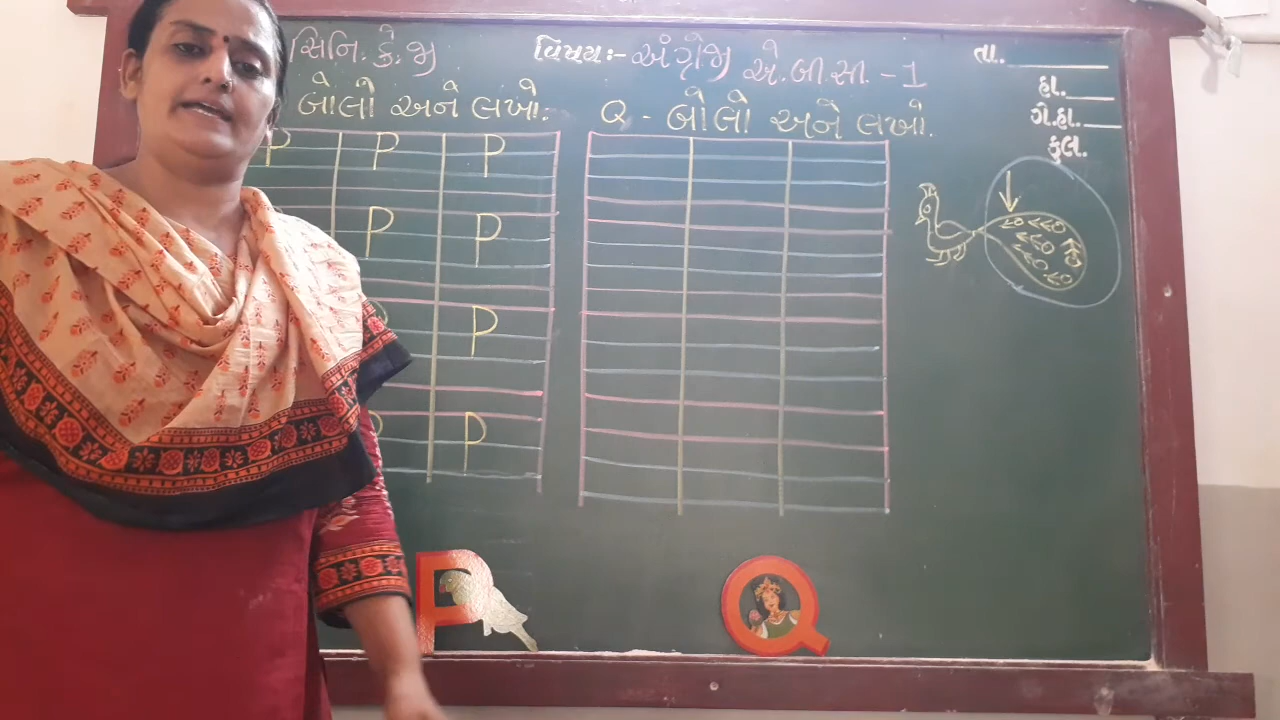 સિનિ. કે. જી વિષયઃ- અંગ્રેજી એ. બી. સી. - 1 તા.
બોલો અને લખો. Q - બોલો અને લખો.
હા.
ગે.હા.
કુલ.
P P P
P P
P
P P
P Q